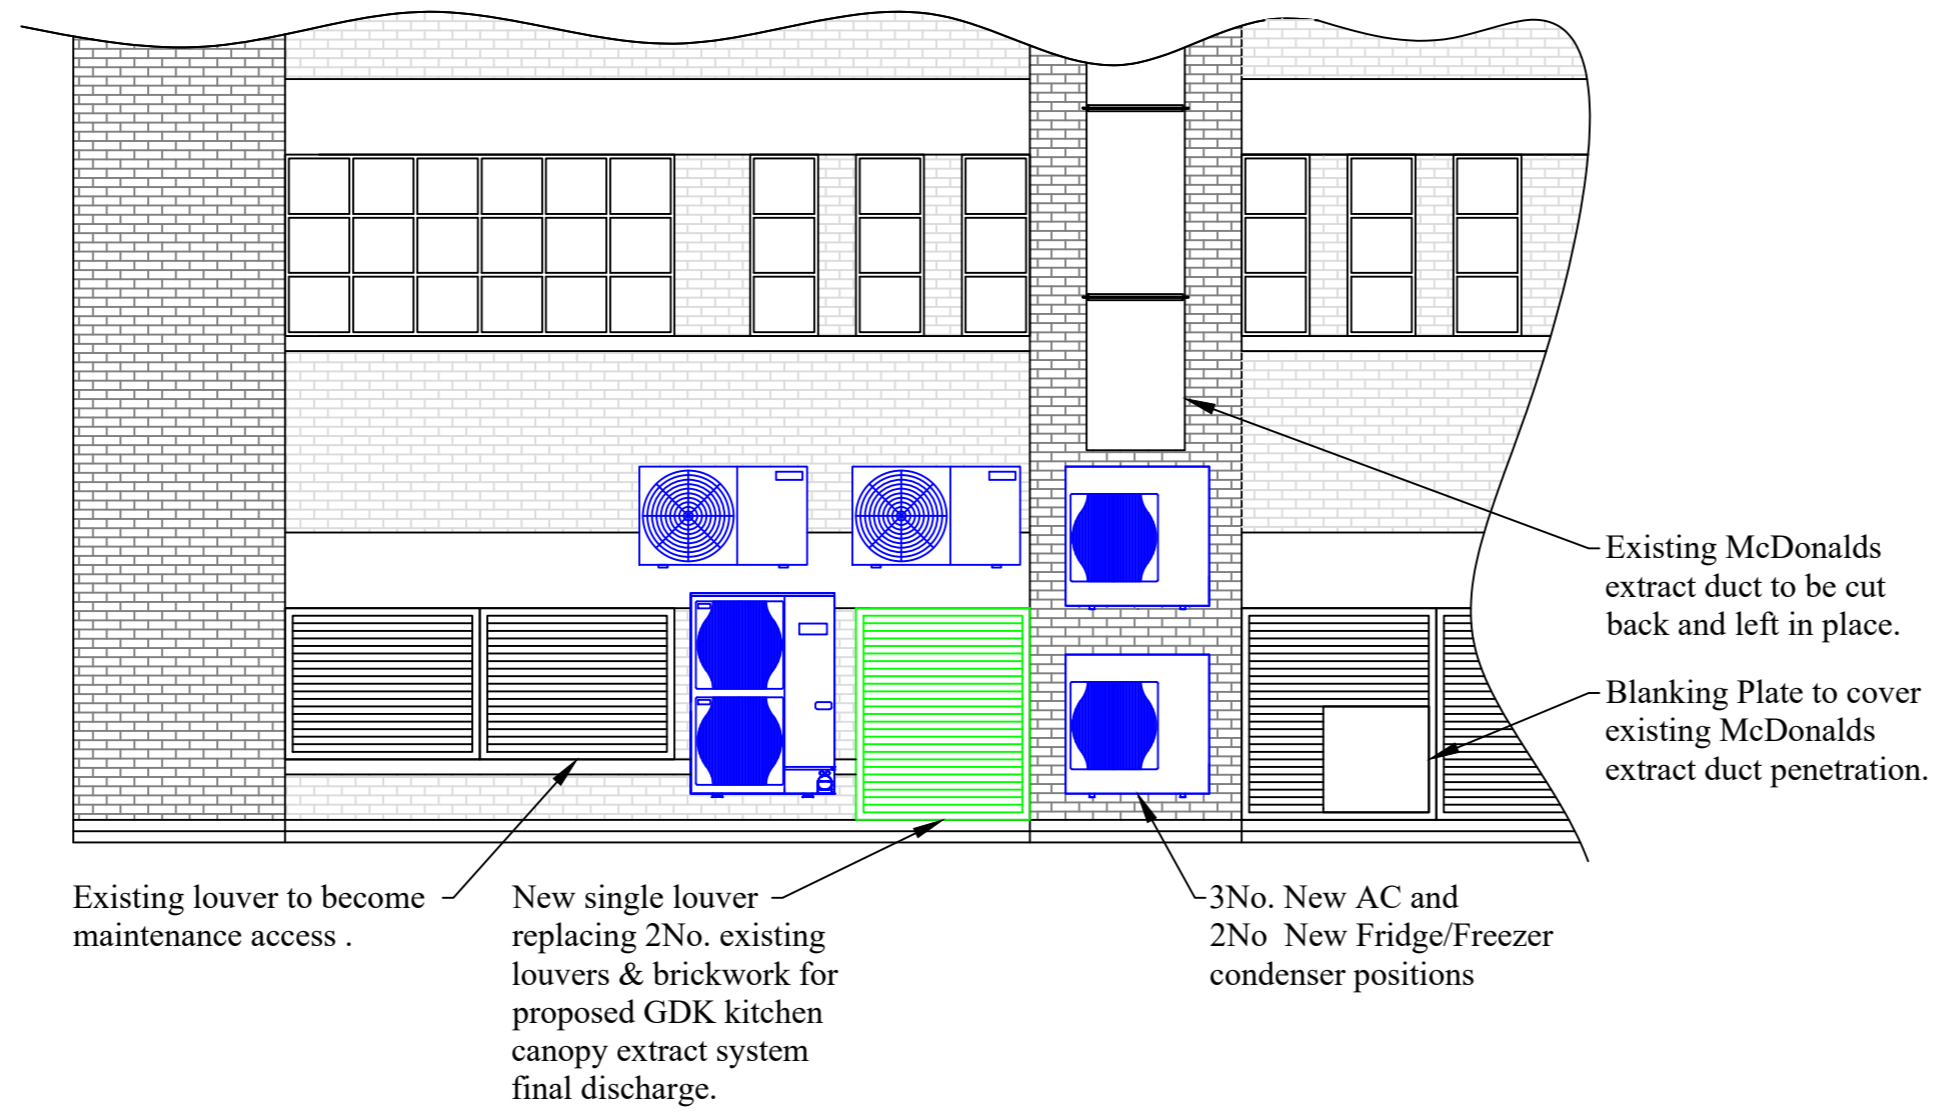 Existing McDonalds
extract duct to be cut
back and left in place.
Blanking Plate to cover
existing McDonalds
extract duct penetration.
Existing louver to become
maintenance access .
New single louver
replacing 2No. existing
louvers & brickwork for
proposed GDK kitchen
canopy extract system
final discharge.
3No. New AC and
2No  New Fridge/Freezer
condenser positions